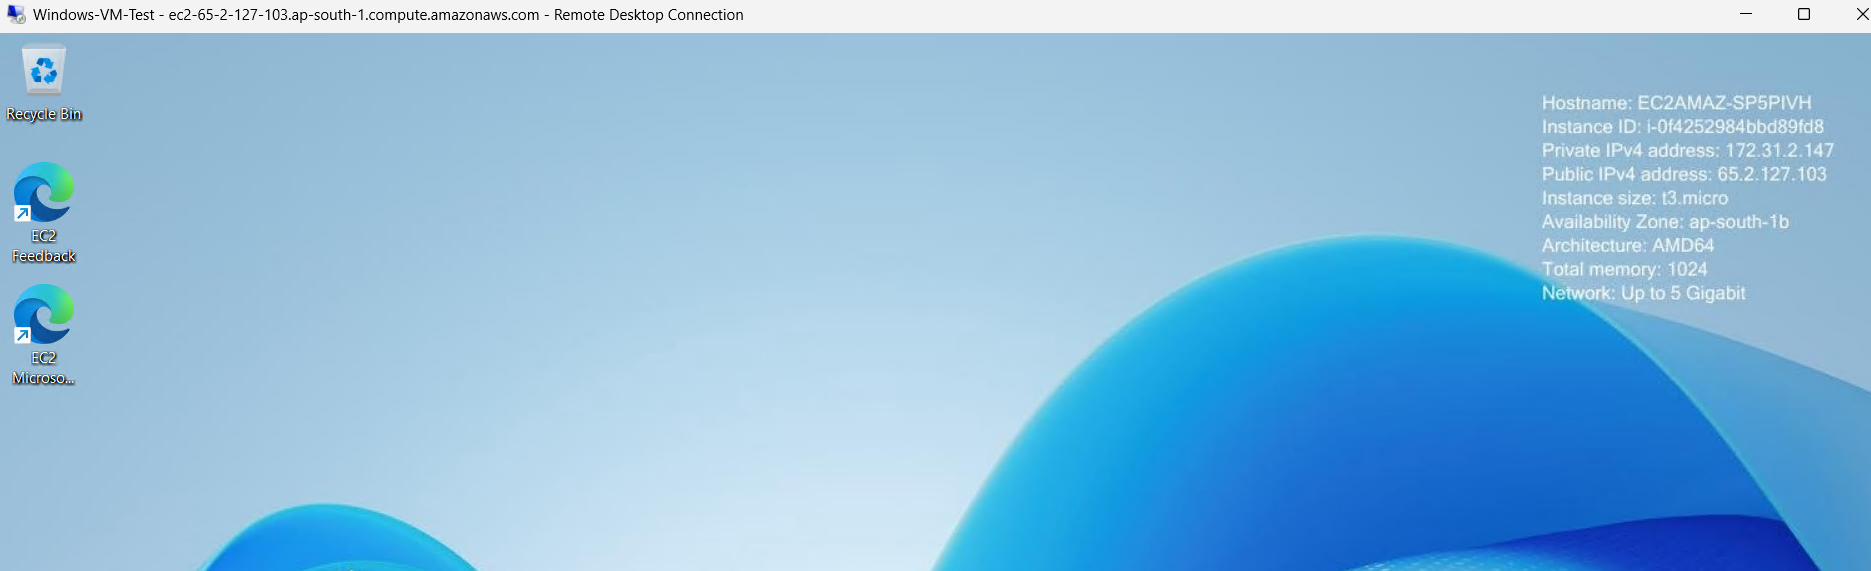 Windows-VM-Test - ec2-65-2-127-103.ap-south-1.compute.amazonaws.com - Remote Desktop Connection
Recycle Bin
EC2
Feedback
EC2
Microso...
Hostname: EC2AMAZ-SP5PIVH
Instance ID: i-0f4252984bbd89fd8
Private IPv4 address: 172.31.2.147
Public IPv4 address: 65.2.127.103
Instance size: t3.micro
Availability Zone: ap-south-1b
Architecture: AMD64
Total memory: 1024
Network: Up to 5 Gigabit